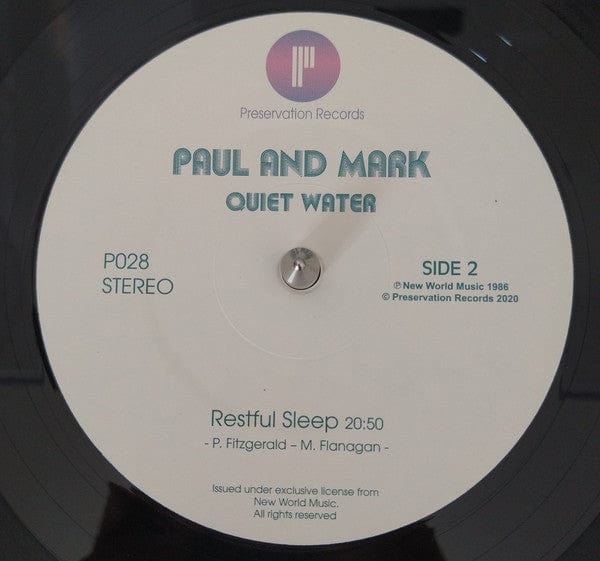 Preservation Records
PAUL AND MARK
QUIET WATER
P028
STEREO
SIDE 2
℗ New World Music 1986
© Preservation Records 2020
Restful Sleep 20:50
- P. Fitzgerald – M. Flanagan -
Issued under exclusive license from
New World Music.
All rights reserved